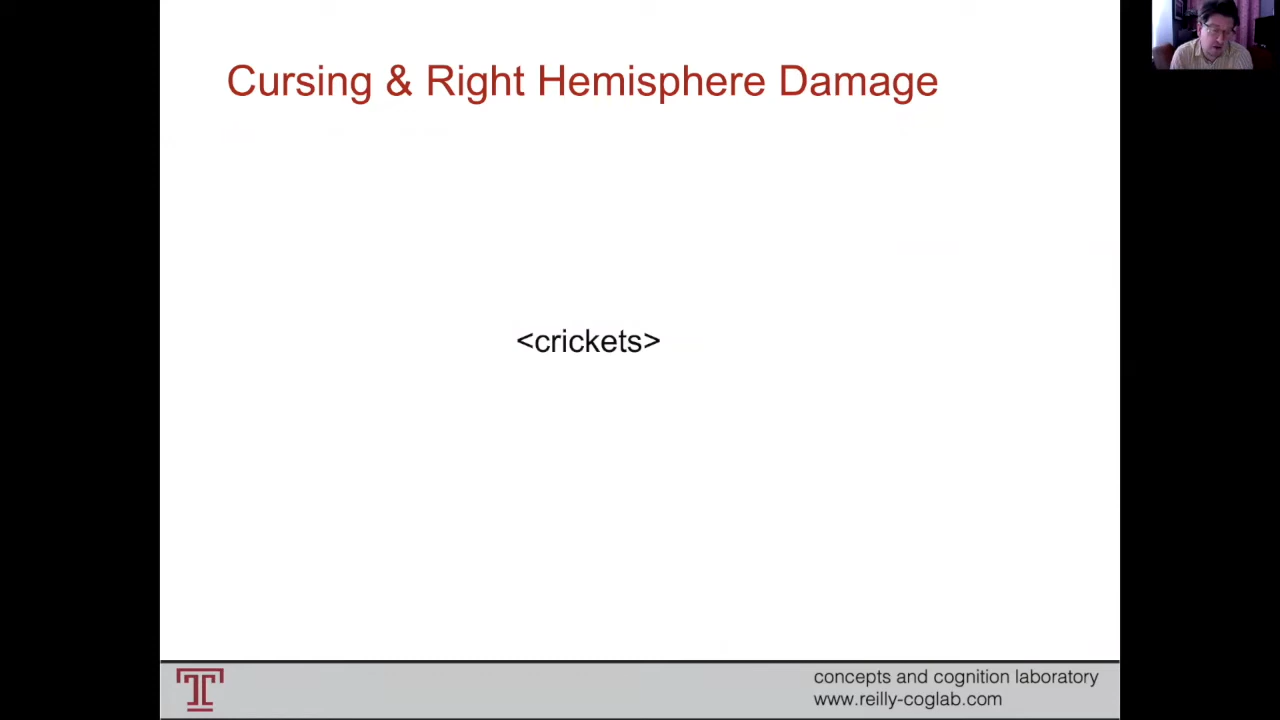 Cursing & Right Hemisphere Damage
<crickets>
concepts and cognition laboratory
www.reilly-coglab.com